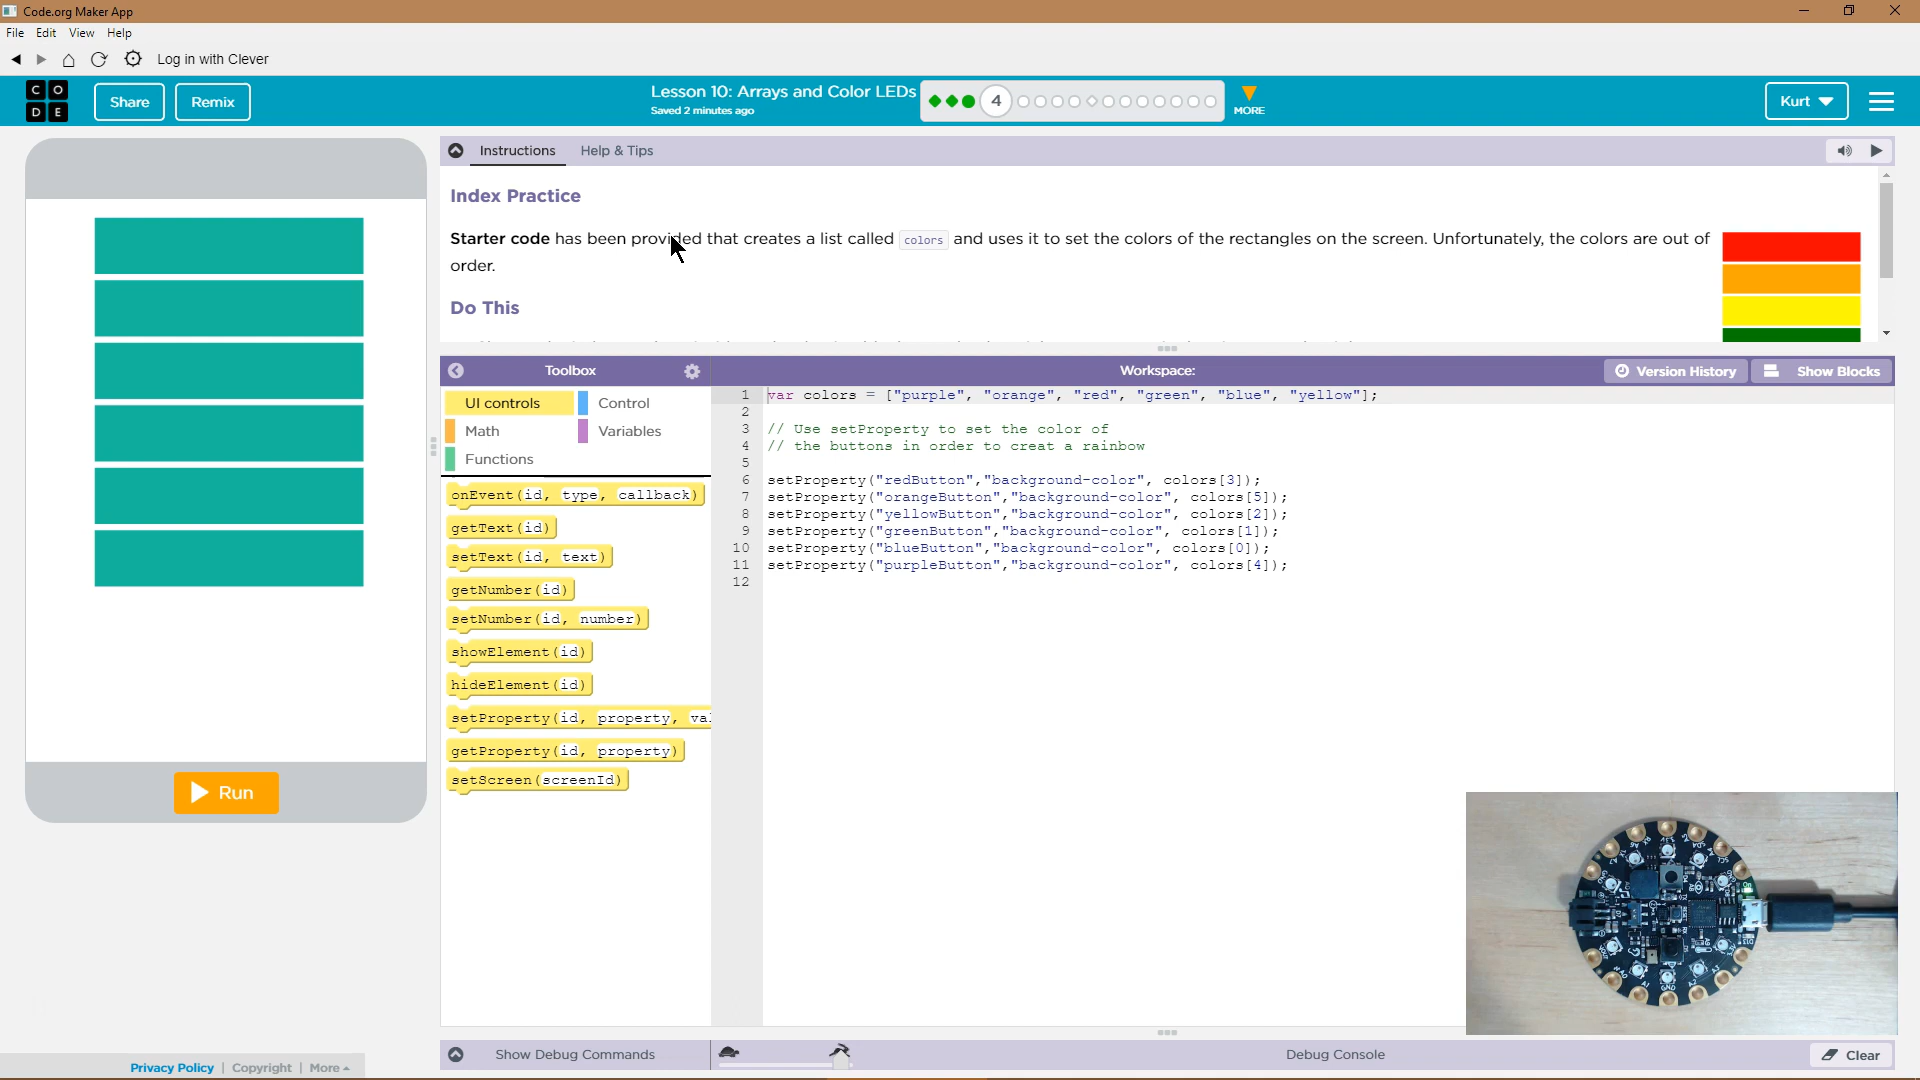 Code.org Maker App
File Edit View Help
Log in with Clever
CODE
Share
Remix
Lesson 10: Arrays and Color LEDs
Saved 2 minutes ago
4
MORE
Kurt
Instructions
Help & Tips
Index Practice
Starter code has been provided that creates a list called colors and uses it to set the colors of the rectangles on the screen. Unfortunately, the colors are out of
order.
Do This
Toolbox
Workspace:
Version History
Show Blocks
UI controls
Control
Math
Variables
Functions
onEvent(id, type, callback)
getText(id)
setText(id, text)
getNumber(id)
setNumber(id, number)
showElement(id)
hideElement(id)
setProperty(id, property, val
getProperty(id, property)
setScreen(screenId)
1 var colors = ["purple", "orange", "red", "green", "blue", "yellow"];
2
3 // Use setProperty to set the color of
4 // the buttons in order to creat a rainbow
5
6 setProperty("redButton","background-color", colors[3]);
7 setProperty("orangeButton","background-color", colors[5]);
8 setProperty("yellowButton","background-color", colors[2]);
9 setProperty("greenButton","background-color", colors[1]);
10 setProperty("blueButton","background-color", colors[0]);
11 setProperty("purpleButton","background-color", colors[4]);
12
Run
Show Debug Commands
Debug Console
Clear
Privacy Policy | Copyright | More